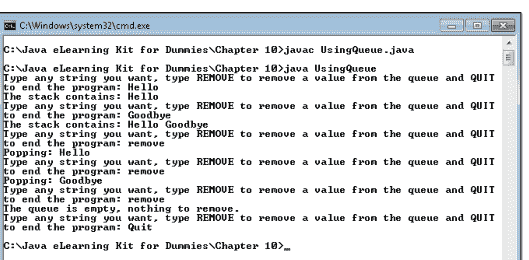 C:\Windows\system32\cmd.exe
C:\Java eLearning Kit for Dummies\Chapter 10>javac UsingQueue.java
C:\Java eLearning Kit for Dummies\Chapter 10>java UsingQueue
Type any string you want, type REMOVE to remove a value from the queue and QUIT
to end the program: Hello
The stack contains: Hello
Type any string you want, type REMOVE to remove a value from the queue and QUIT
to end the program: Goodbye
The stack contains: Hello Goodbye
Type any string you want, type REMOVE to remove a value from the queue and QUIT
to end the program: remove
Popping: Hello
Type any string you want, type REMOVE to remove a value from the queue and QUIT
to end the program: remove
Popping: Goodbye
Type any string you want, type REMOVE to remove a value from the queue and QUIT
to end the program: remove
The queue is empty, nothing to remove.
Type any string you want, type REMOVE to remove a value from the queue and QUIT
to end the program: Quit
C:\Java eLearning Kit for Dummies\Chapter 10>_